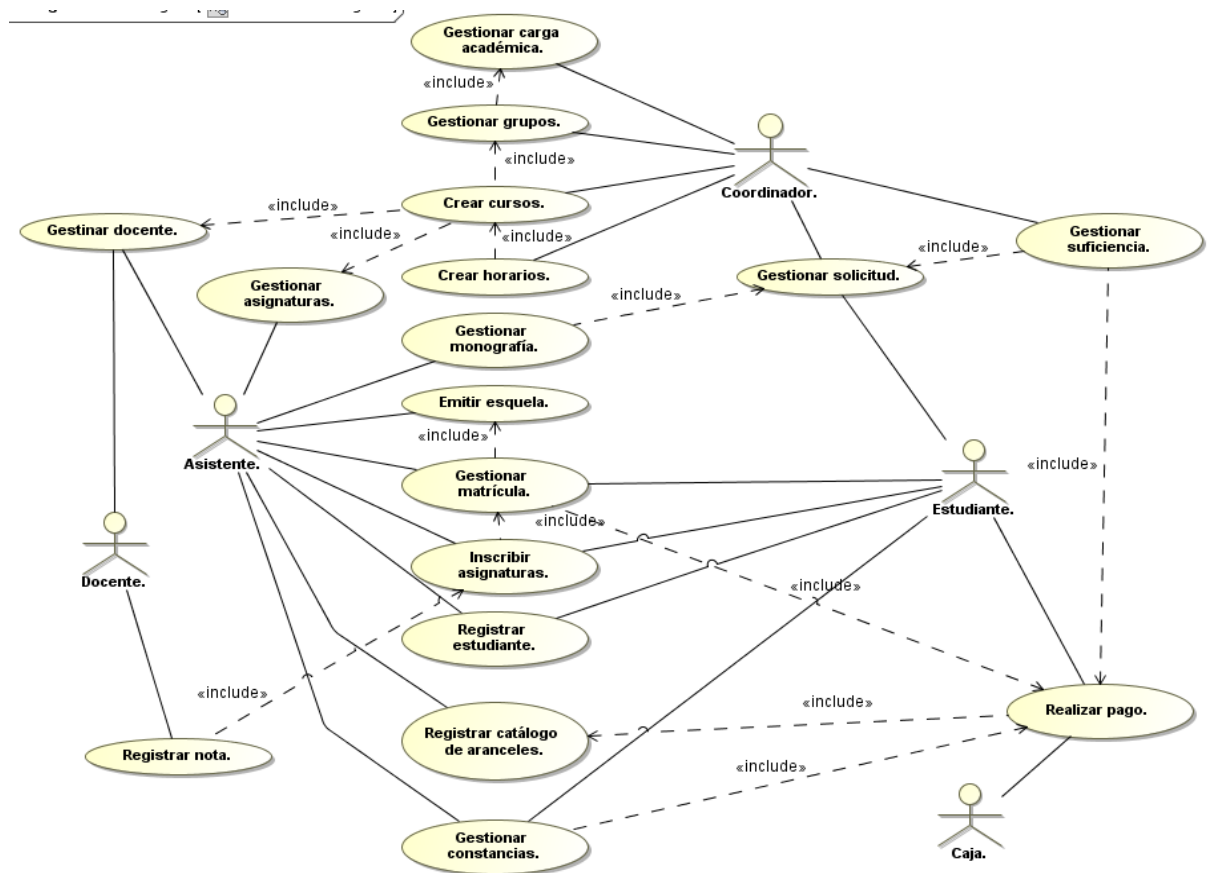 Gestionar carga
académica.
«include»
Gestionar grupos.
«include»
Coordinador.
«include»
Crear cursos.
Gestinar docente.
«include»
«include»
«include»
Gestionar
suficiencia.
Crear horarios.
Gestionar solicitud.
Gestionar
asignaturas.
«include»
Gestionar
monografía.
Emitir esquela.
«include»
Asistente.
Gestionar
matrícula.
«include»
Estudiante.
«include»
Inscribir
asignaturas.
Docente.
«include»
Registrar
estudiante.
«include»
«include»
Realizar pago.
Registrar catálogo
de aranceles.
Registrar nota.
«include»
Gestionar
constancias.
Caja.